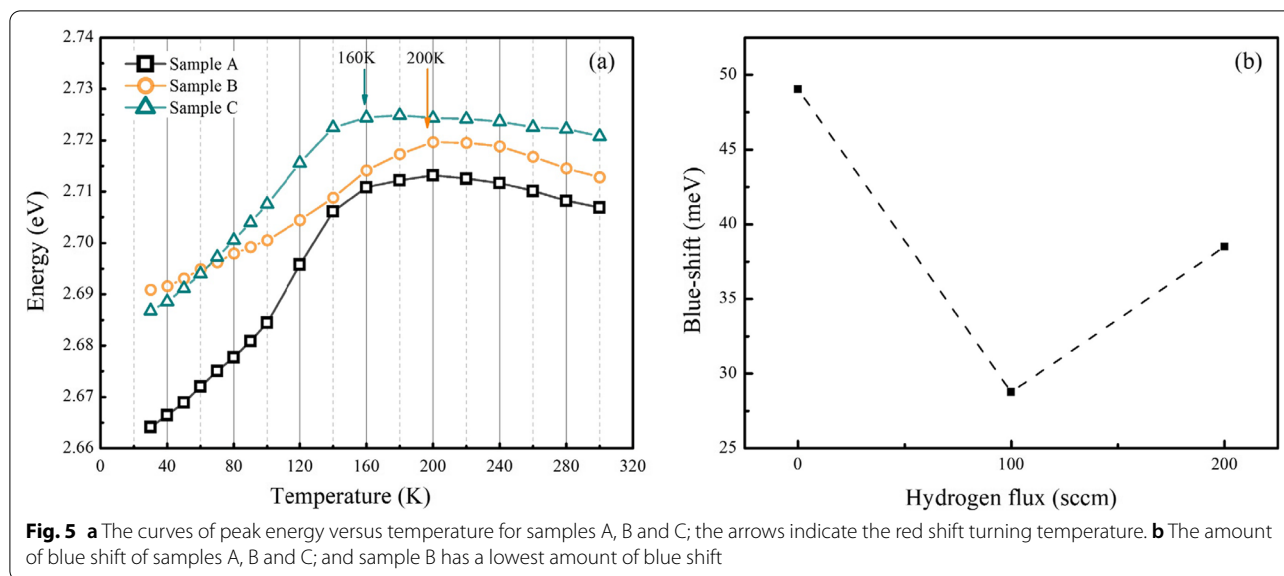 2.74
2.73
2.72
2.71
2.70
2.69
2.68
2.67
2.66
Energy (eV)
Sample A
Sample B
Sample C
160K
200K
(a)
0 40 80 120 160 200 240 280 320
Temperature (K)
50
45
40
35
30
25
Blue-shift (meV)
(b)
0 100 200
Hydrogen flux (sccm)
Fig. 5 a The curves of peak energy versus temperature for samples A, B and C; the arrows indicate the red shift turning temperature. b The amount
of blue shift of samples A, B and C; and sample B has a lowest amount of blue shift